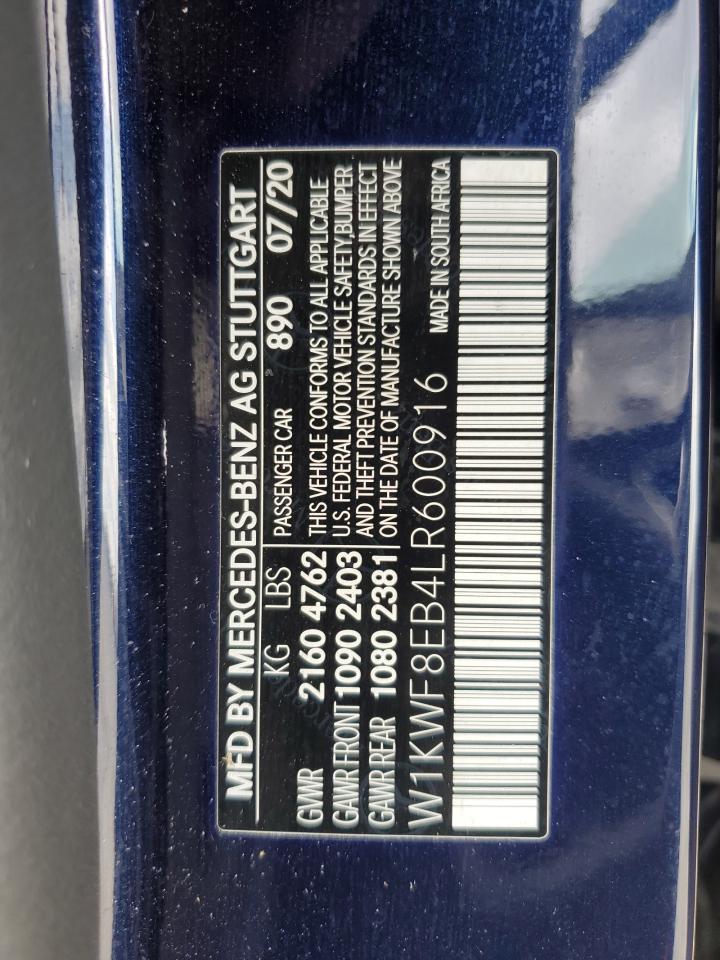 MFD BY MERCEDES-BENZ AG STUTTGART
KG LBS PASSENGER CAR 890 07/20
GVWR 2160 4762 THIS VEHICLE CONFORMS TO ALL APPLICABLE
GAWR FRONT 1090 2403 U.S. FEDERAL MOTOR VEHICLE SAFETY, BUMPER
GAWR REAR 1080 2381 AND THEFT PREVENTION STANDARDS IN EFFECT
ON THE DATE OF MANUFACTURE SHOWN ABOVE
W1KWF8EB4LR600916 MADE IN SOUTH AFRICA